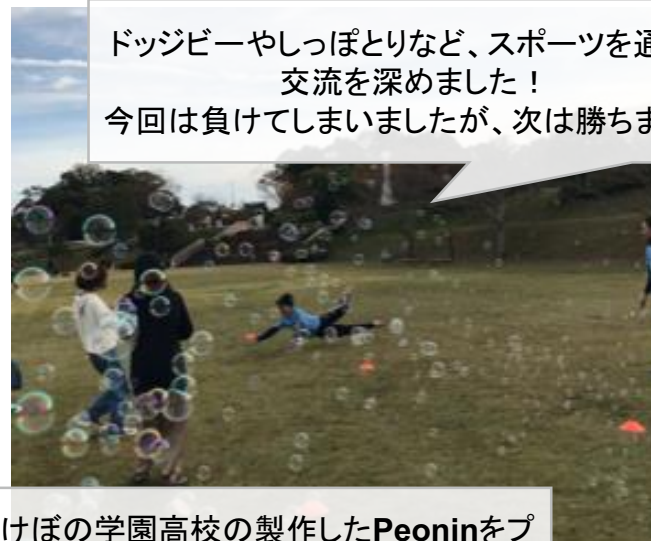 ドッジビーやしっぽとりなど、スポーツを通
交流を深めました！
今回は負けてしまいましたが、次は勝ちま
けぼの学園高校の製作したPeoninをプ